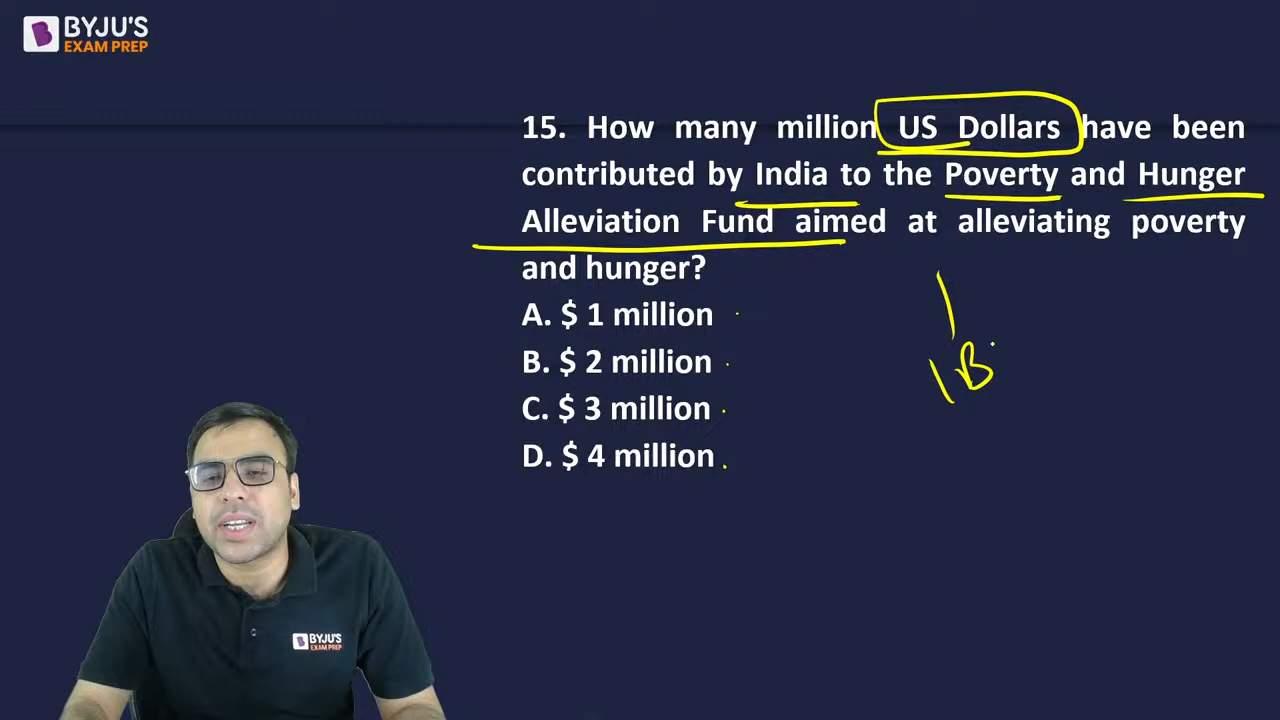 BYJU'S
EXAM PREP
15. How many million US Dollars have been
contributed by India to the Poverty and Hunger
Alleviation Fund aimed at alleviating poverty
and hunger?
A. $ 1 million
B. $ 2 million
C. $ 3 million
D. $ 4 million
1 B
BYJU'S
EXAM PREP